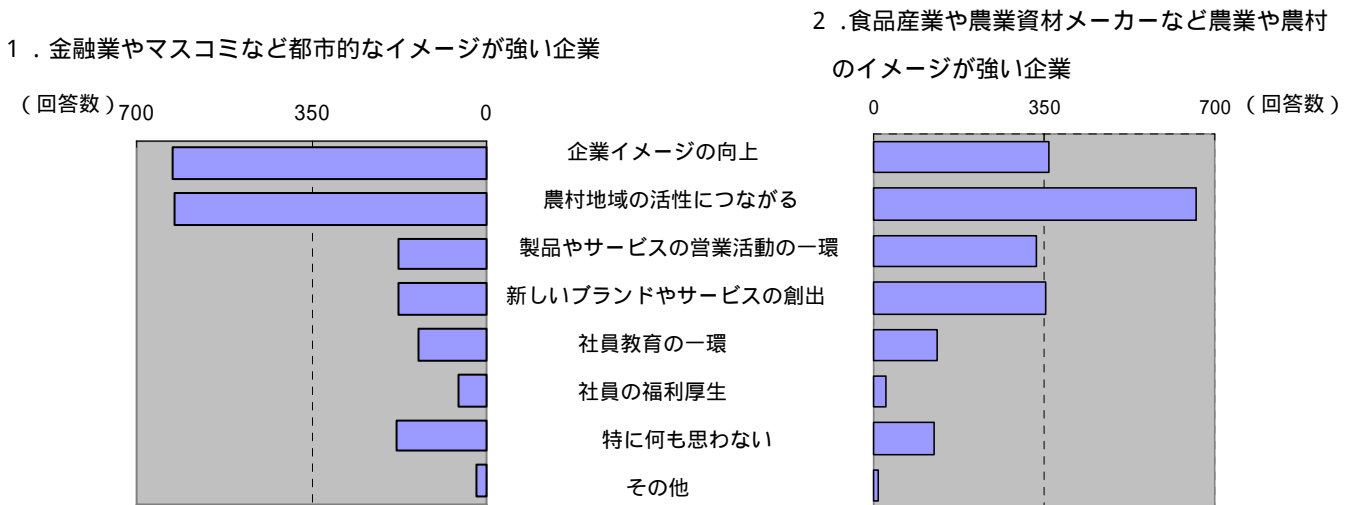 1 .金融業やマスコミなど都市的なイメージが強い企業
2 .食品産業や農業資材メーカーなど農業や農村
のイメージが強い企業
(回答数) 700 350 0
0 350 700 (回答数)
企業イメージの向上
農村地域の活性につながる
製品やサービスの営業活動の一環
新しいブランドやサービスの創出
社員教育の一環
社員の福利厚生
特に何も思わない
その他